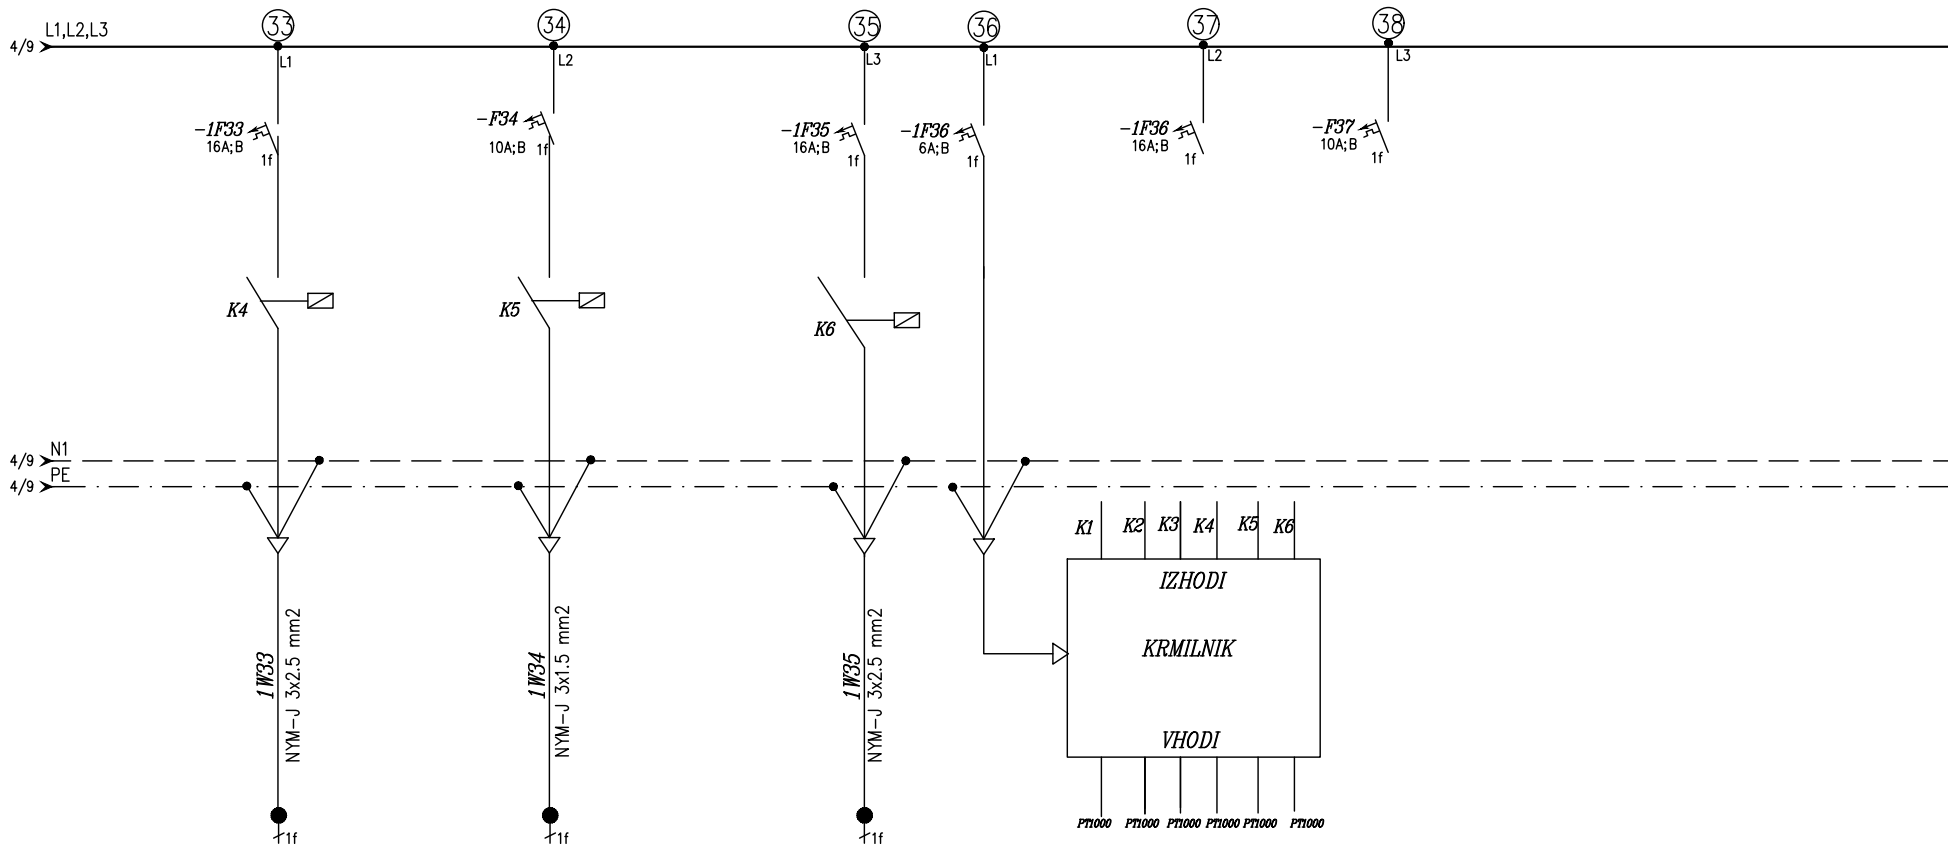 33 34 35 36 37 38
L1,L2,L3
4/9
L1 L2 L3 L1 L2 L3
-1F33
16A;B
1f
-F34
10A;B 1f
-1F35
16A;B
1f
-1F36
6A;B
1f
-1F36
16A;B
1f
-F37
10A;B
1f
K4
K5
K6
4/9 N1
4/9 PE
K1 K2 K3 K4 K5 K6
IZHODI
KRMILNIK
VHODI
PT1000 PT1000 PT1000 PT1000 PT1000 PT1000
1W33
NYM-J 3x2.5 mm2
1W34
NYM-J 3x1.5 mm2
1W35
NYM-J 3x2.5 mm2
1f 1f 1f